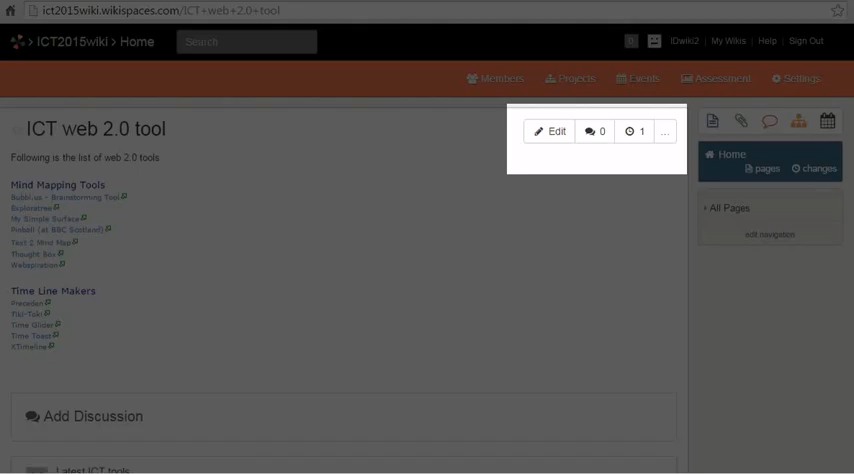 ict2015wiki.wikispaces.com/ICT+web+2.0+tool
ICT2015wiki > Home
Search
IDwiki2 | My Wikis | Help | Sign Out
Members
Projects
Events
Assessment
Settings
ICT web 2.0 tool
Edit
0
1
...
Following is the list of web 2.0 tools
Home
pages
changes
Mind Mapping Tools
Bubbl.us - Brainstorming Tool
Exploratree
My Simple Surface
Pinball (at BBC Scotland)
Text 2 Mind Map
Thought Box
Webspiration
All Pages
edit navigation
Time Line Makers
Preceden
Tiki-Toki
Time Glider
Time Toast
XTimeline
Add Discussion
Latest ICT tools